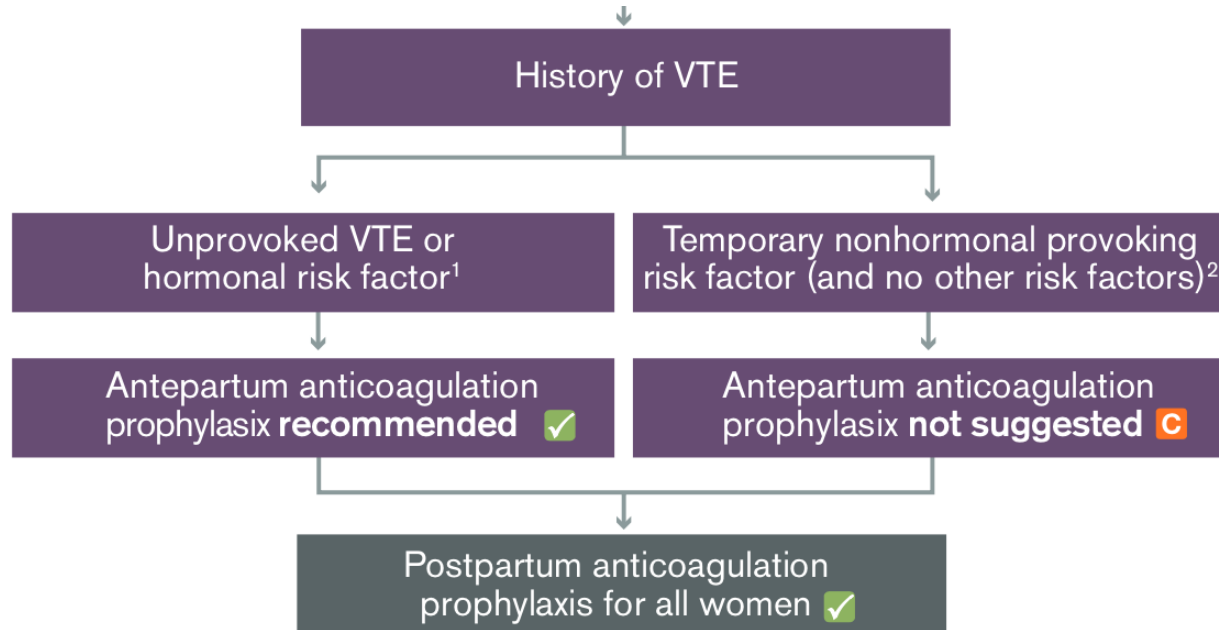 History of VTE
Unprovoked VTE or
hormonal risk factor¹
Temporary nonhormonal provoking
risk factor (and no other risk factors)²
Antepartum anticoagulation
prophylasix recommended ✓
Antepartum anticoagulation
prophylasix not suggested C
Postpartum anticoagulation
prophylaxis for all women ✓